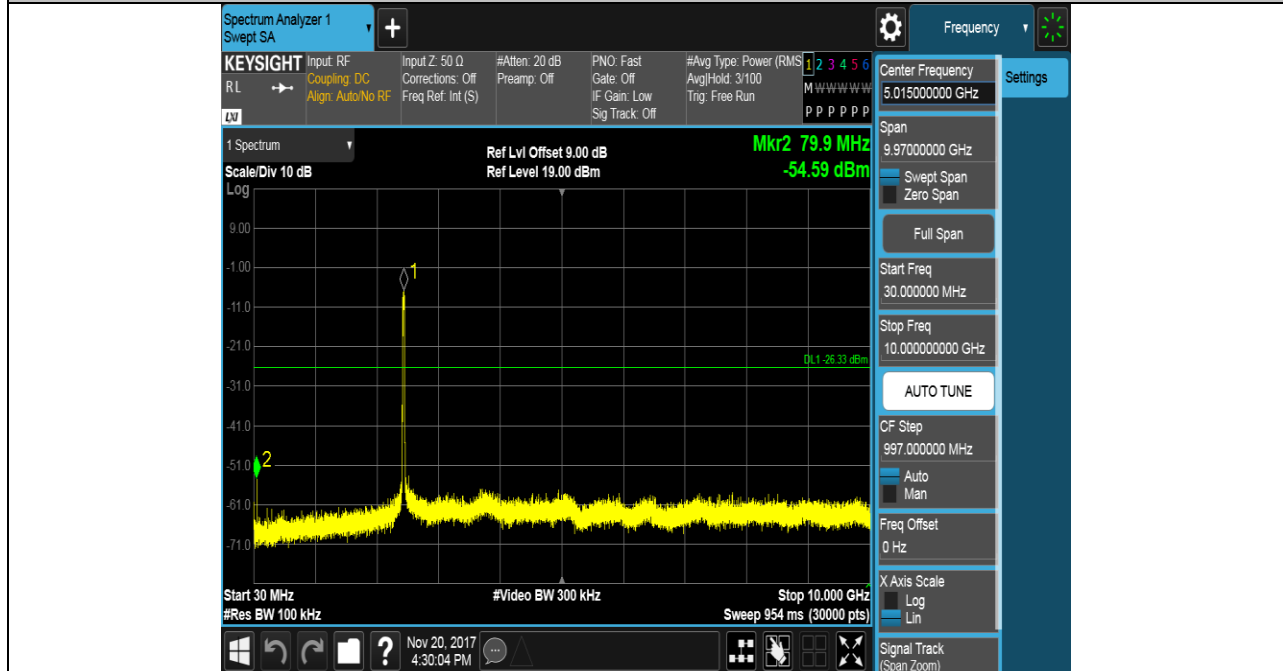 Spectrum Analyzer 1
Swept SA
+
Frequency
KEYSIGHT
RL
LXI
Input: RF
Coupling: DC
Align: Auto/No RF
Input Z: 50 Ω
Corrections: Off
Freq Ref: Int (S)
#Atten: 20 dB
Preamp: Off
PNO: Fast
Gate: Off
IF Gain: Low
Sig Track: Off
#Avg Type: Power (RMS
Avg|Hold: 3/100
Trig: Free Run
1 2 3 4 5 6
M W W W W W
P P P P P P
1 Spectrum
Scale/Div 10 dB
Ref Lvl Offset 9.00 dB
Ref Level 19.00 dBm
Mkr2 79.9 MHz
-54.59 dBm
Log
9.00
-1.00
-11.0
-21.0
-31.0
-41.0
-51.0
-61.0
-71.0
1
2
DL1 -26.33 dBm
Start 30 MHz
#Res BW 100 kHz
#Video BW 300 kHz
Stop 10.000 GHz
Sweep 954 ms (30000 pts)
?
Nov 20, 2017
4:30:04 PM
Center Frequency
5.015000000 GHz
Settings
Span
9.97000000 GHz
Swept Span
Zero Span
Full Span
Start Freq
30.000000 MHz
Stop Freq
10.000000000 GHz
AUTO TUNE
CF Step
997.000000 MHz
Auto
Man
Freq Offset
0 Hz
X Axis Scale
Log
Lin
Signal Track
(Span Zoom)